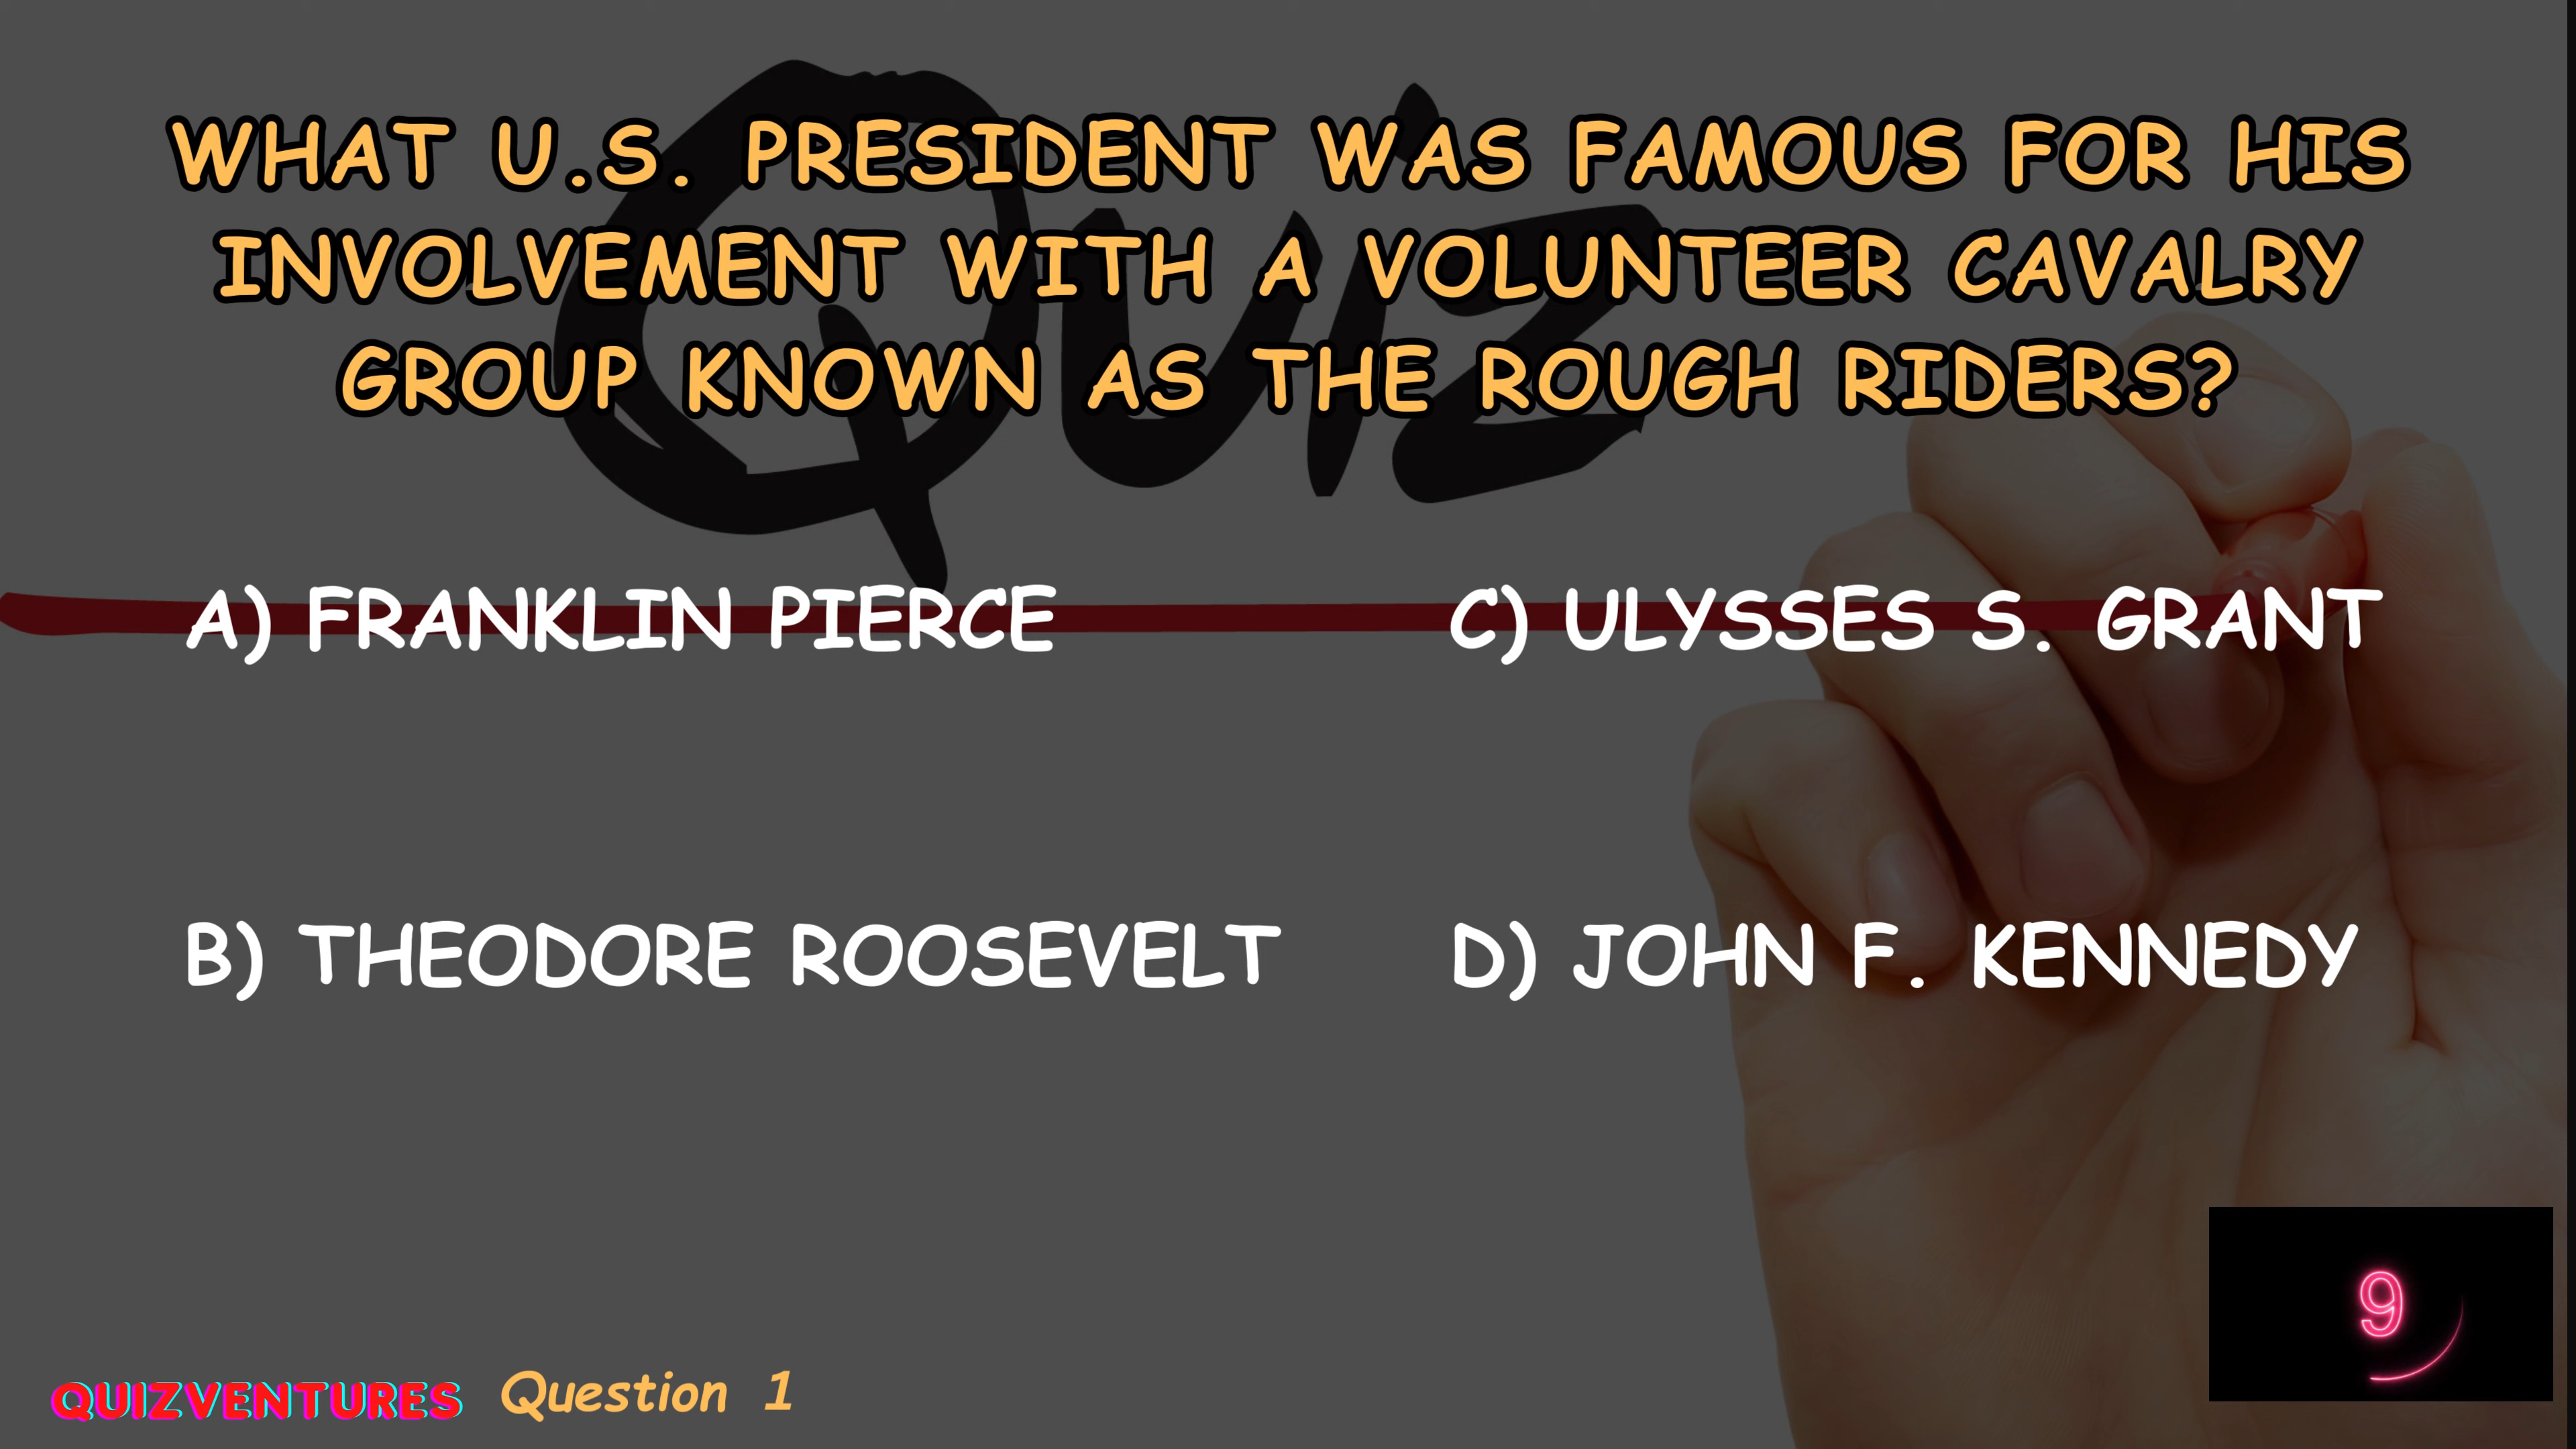 Quiz
WHAT U.S. PRESIDENT WAS FAMOUS FOR HIS
INVOLVEMENT WITH A VOLUNTEER CAVALRY
GROUP KNOWN AS THE ROUGH RIDERS?
A) FRANKLIN PIERCE
B) THEODORE ROOSEVELT
C) ULYSSES S. GRANT
D) JOHN F. KENNEDY
9
QUIZVENTURES Question 1